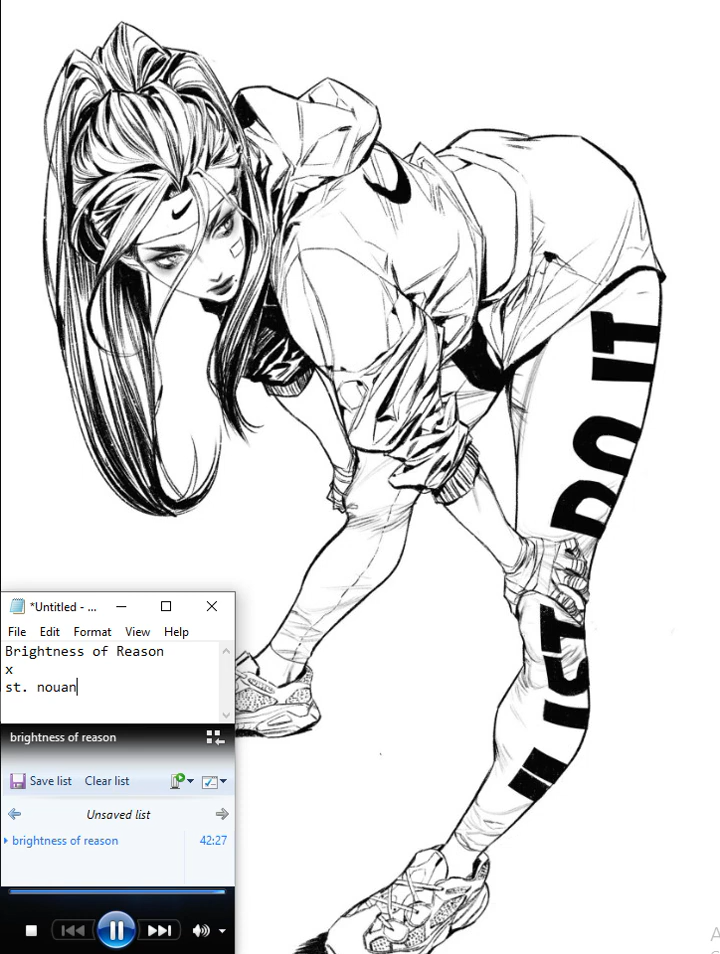 IT
DO
JUST
*Untitled - ...
File Edit Format View Help
Brightness of Reason
x
st. nouan
brightness of reason
Save list Clear list
Unsaved list
brightness of reason 42:27
A